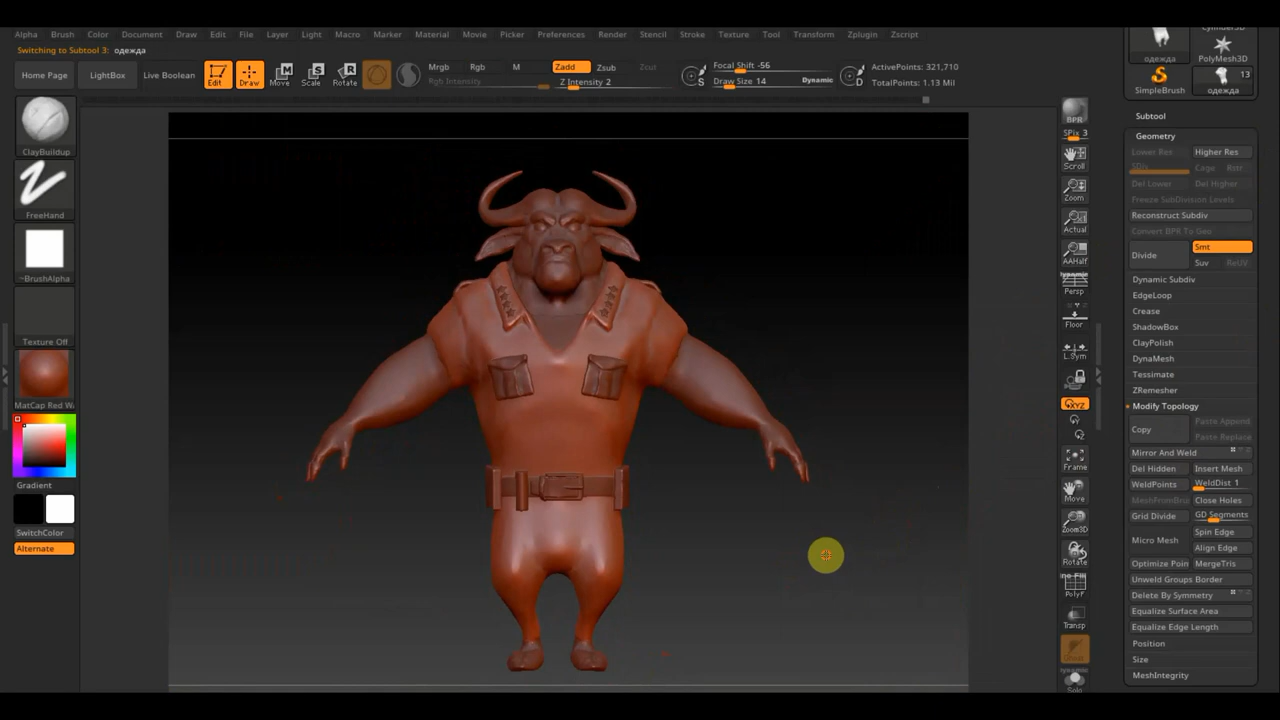 Alpha Brush Color Document Draw Edit File Layer Light Macro Marker Material Movie Picker Preferences Render Stencil Stroke Texture Tool Transform Zplugin Zscript
Switching to Subtool 3: одежда
Home Page LightBox Live Boolean Edit Draw Move Scale Rotate
Mrgb Rgb M Zadd Zsub Zcut
Rgb Intensity Z Intensity 2
Focal Shift -56
Draw Size 14 Dynamic
S D
ActivePoints: 321,710
TotalPoints: 1.13 Mil
ClayBuildup
FreeHand
~BrushAlpha
Texture Off
MatCap Red W
Gradient
SwitchColor
Alternate
BPR
SPix 3
Scroll
Zoom
Actual
AAHalf
Persp
Floor
L.Sym
XYZ
Frame
Move
Zoom3D
Rotate
PolyF
Transp
Solo
одежда PolyMesh3D
13
SimpleBrush одежда
Subtool
Geometry
Lower Res Higher Res
SDiv Cage Rstr
Del Lower Del Higher
Freeze SubDivision Levels
Reconstruct Subdiv
Convert BPR To Geo
Divide Smt
Suv ReUV
Dynamic Subdiv
EdgeLoop
Crease
ShadowBox
ClayPolish
DynaMesh
Tessimate
ZRemesher
Modify Topology
Copy Paste Append
Paste Replace
Mirror And Weld
Del Hidden Insert Mesh
WeldPoints WeldDist 1
MeshFromBru Close Holes
Grid Divide GD Segments
Micro Mesh Spin Edge
Align Edge
Optimize Poin MergeTris
Unweld Groups Border
Delete By Symmetry
Equalize Surface Area
Equalize Edge Length
Position
Size
MeshIntegrity